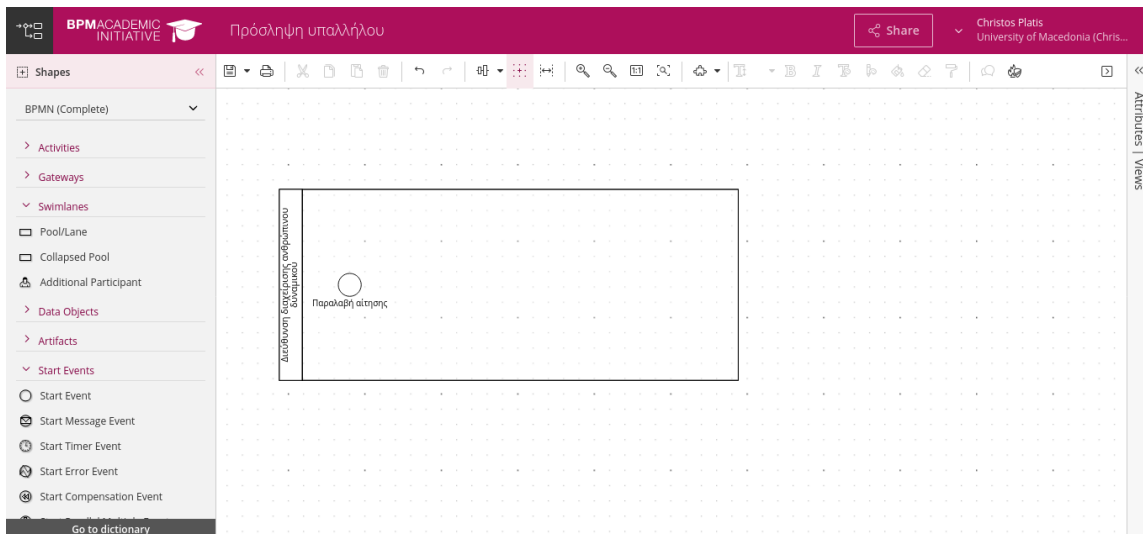 BPMACADEMIC
INITIATIVE
Πρόσληψη υπαλλήλου
Share
Christos Platis
University of Macedonia (Chris...
Shapes
BPMN (Complete)
Activities
Gateways
Swimlanes
Pool/Lane
Collapsed Pool
Additional Participant
Data Objects
Artifacts
Start Events
Start Event
Start Message Event
Start Timer Event
Start Error Event
Start Compensation Event
Go to dictionary
1:1
Διεύθυνση διαχείρισης ανθρώπινου
δυναμικού
Παραλαβή αίτησης
Attributes | Views